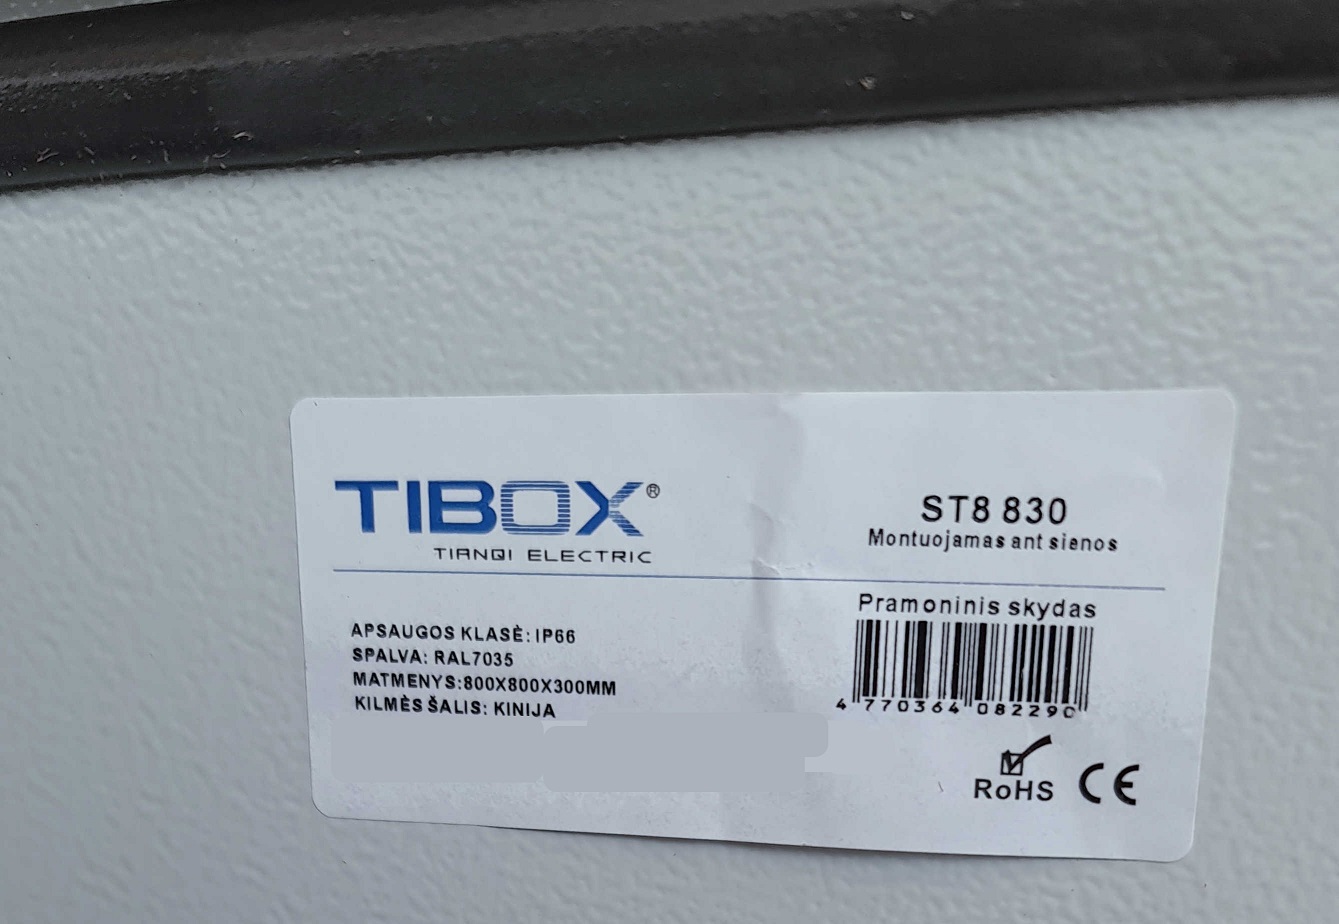 TIBOX®
TIANQI ELECTRIC
ST8 830
Montuojamas ant sienos
APSAUGOS KLASĖ: IP66
SPALVA: RAL7035
MATMENYS:800X800X300MM
KILMĖS ŠALIS: KINIJA
Pramoninis skydas
4 770364 082290
RoHS CE